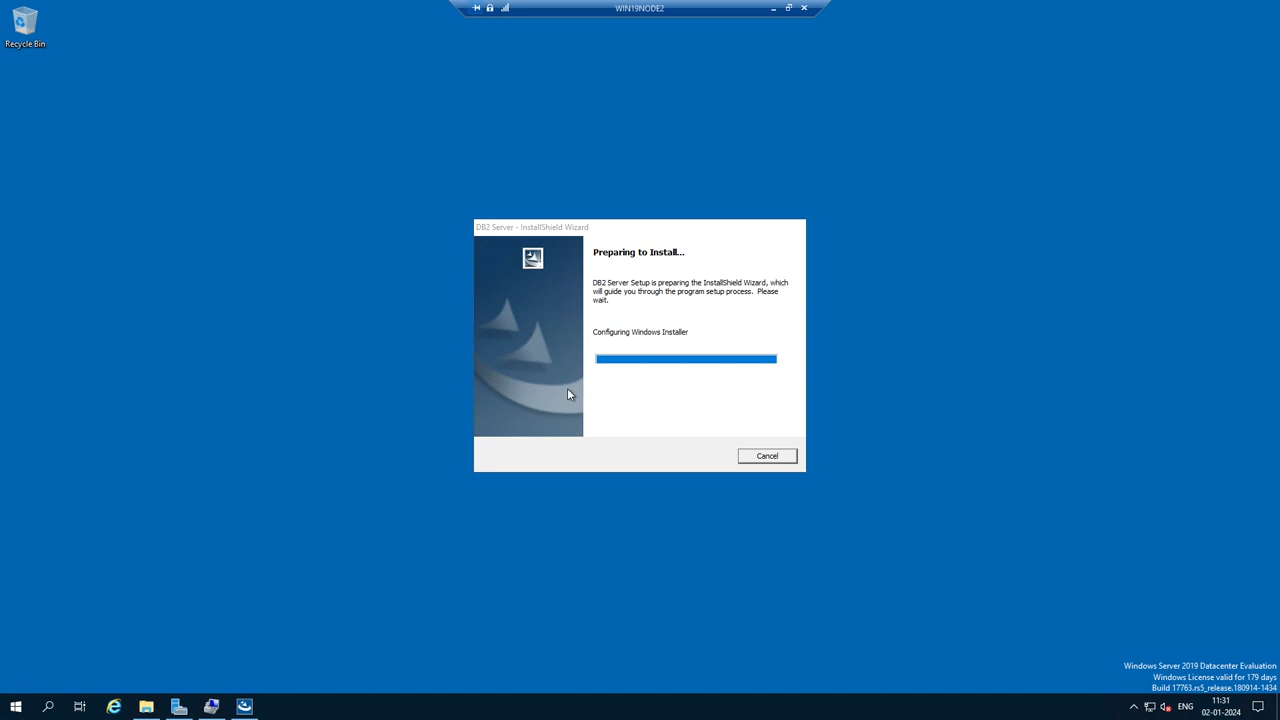 WIN19NODE2
Recycle Bin
DB2 Server - InstallShield Wizard
Preparing to Install...
DB2 Server Setup is preparing the InstallShield Wizard, which
will guide you through the program setup process. Please
wait.
Configuring Windows Installer
Cancel
Windows Server 2019 Datacenter Evaluation
Windows License valid for 179 days
Build 17763.rs5_release.180914-1434
ENG
11:31
02-01-2024